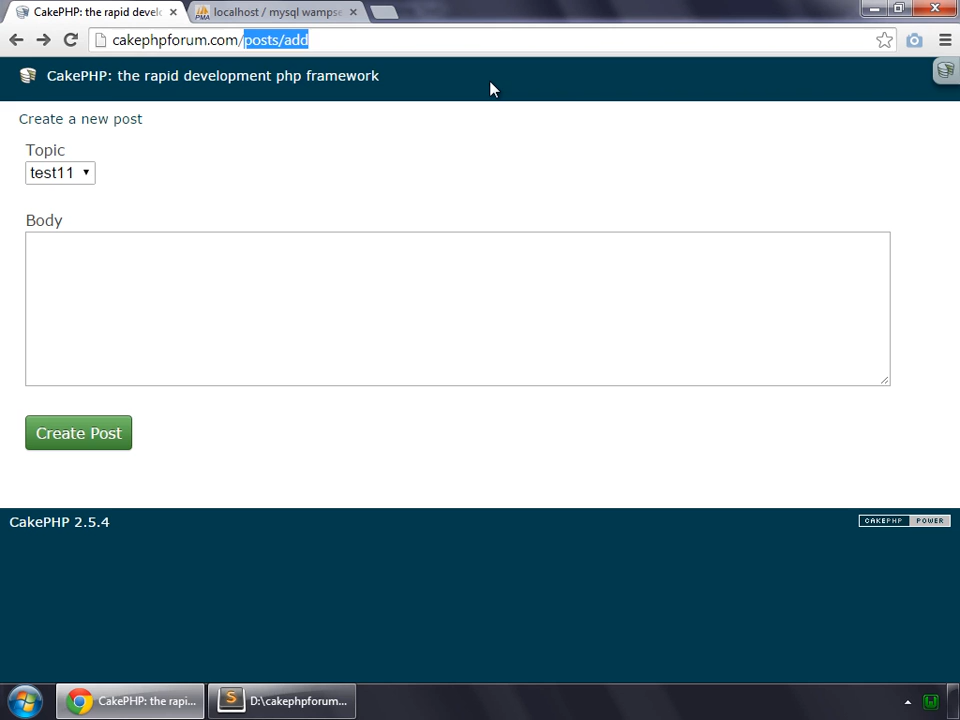 CakePHP: the rapid devel
localhost / mysql wampse
cakephpforum.com/posts/add
CakePHP: the rapid development php framework
Create a new post
Topic
test11
Body
Create Post
CakePHP 2.5.4
CAKEPHP POWER
CakePHP: the rapi...
D:\cakephpforum...